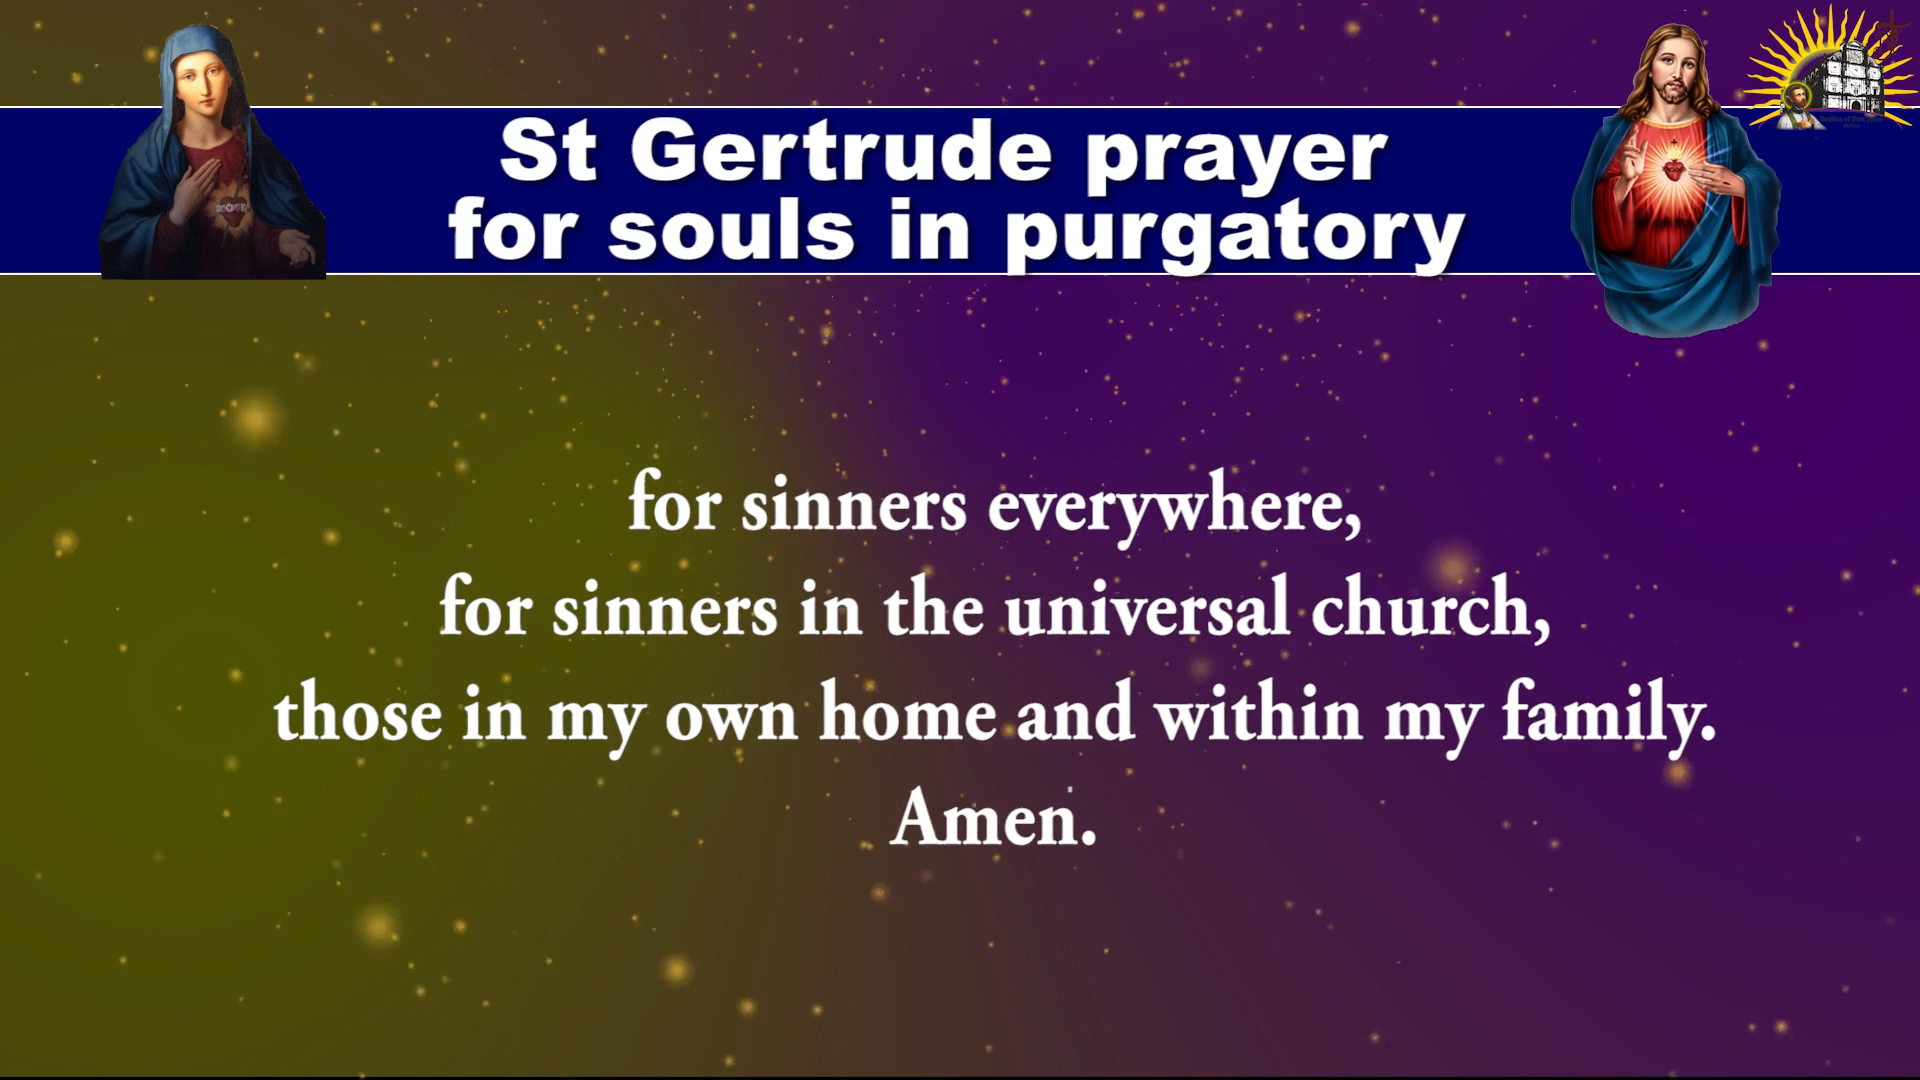 St Gertrude prayer
for souls in purgatory
for sinners everywhere,
for sinners in the universal church,
those in my own home and within my family.
Amen.